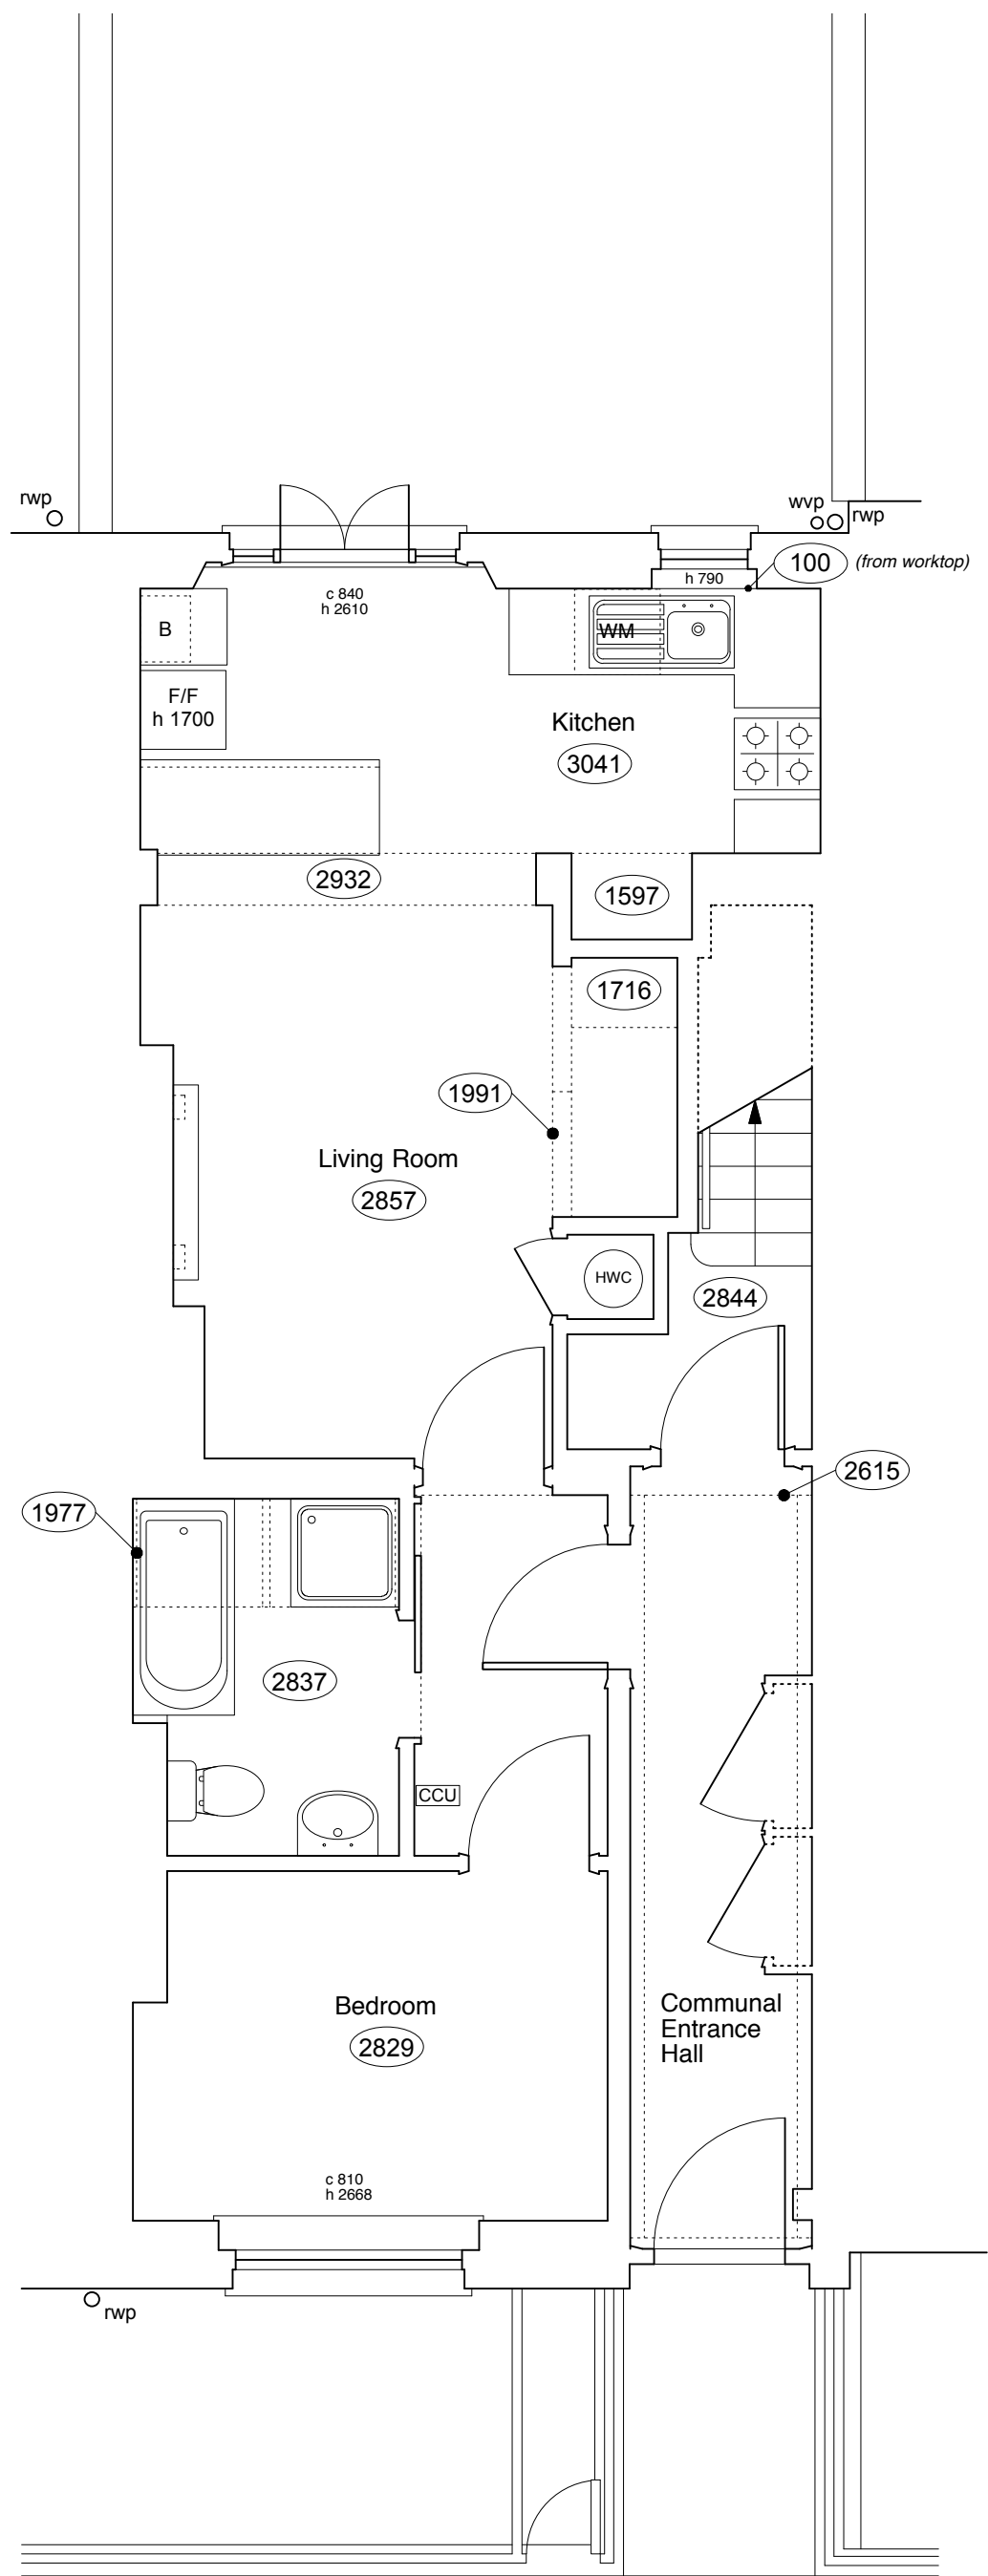 rwp
wvp
rwp
100 (from worktop)
h 790
c 840
h 2610
B
WM
F/F
h 1700
Kitchen
3041
2932
1597
1716
1991
Living Room
2857
HWC
2844
2615
1977
2837
CCU
Bedroom
2829
Communal
Entrance
Hall
c 810
h 2668
rwp